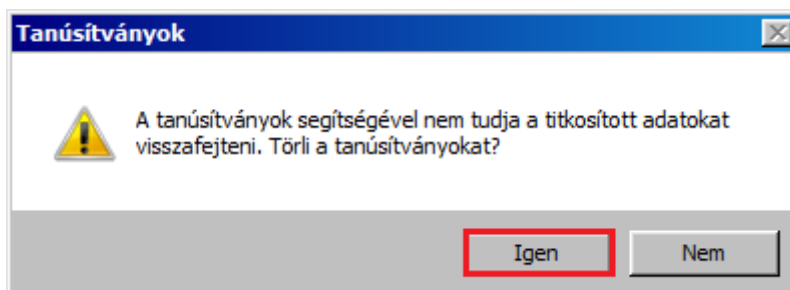 Tanúsítványok
A tanúsítványok segítségével nem tudja a titkosított adatokat
visszafejteni. Törli a tanúsítványokat?
Igen
Nem